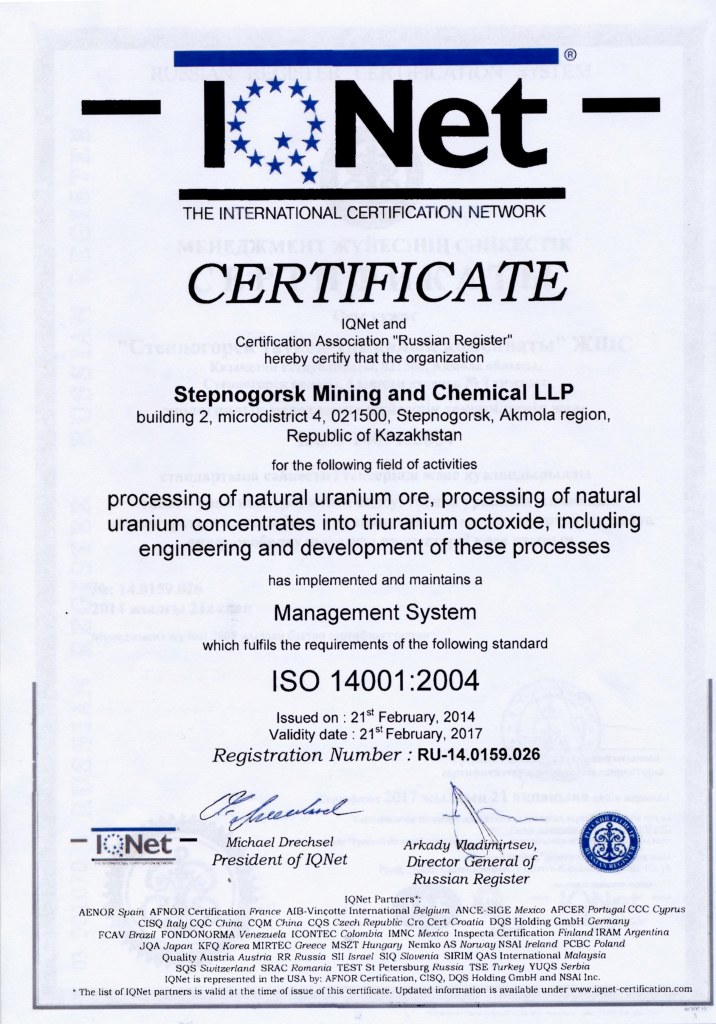 IQNet ®
THE INTERNATIONAL CERTIFICATION NETWORK
CERTIFICATE
IQNet and
Certification Association "Russian Register"
hereby certify that the organization
Stepnogorsk Mining and Chemical LLP
building 2, microdistrict 4, 021500, Stepnogorsk, Akmola region,
Republic of Kazakhstan
for the following field of activities
processing of natural uranium ore, processing of natural
uranium concentrates into triuranium octoxide, including
engineering and development of these processes
has implemented and maintains a
Management System
which fulfils the requirements of the following standard
ISO 14001:2004
Issued on : 21st February, 2014
Validity date : 21st February, 2017
Registration Number : RU-14.0159.026
IQNet
Michael Drechsel
President of IQNet
Arkady Vladimirtsev,
Director General of
Russian Register
RUSSIAN REGISTER
IQNet Partners*:
AENOR Spain AFNOR Certification France AIB-Vinçotte International Belgium ANCE-SIGE Mexico APCER Portugal CCC Cyprus
CISQ Italy CQC China CQM China CQS Czech Republic Cro Cert Croatia DQS Holding GmbH Germany
FCAV Brazil FONDONORMA Venezuela ICONTEC Colombia IMNC Mexico Inspecta Certification Finland IRAM Argentina
JQA Japan KFQ Korea MIRTEC Greece MSZT Hungary Nemko AS Norway NSAI Ireland PCBC Poland
Quality Austria Austria RR Russia SII Israel SIQ Slovenia SIRIM QAS International Malaysia
SQS Switzerland SRAC Romania TEST St Petersburg Russia TSE Turkey YUQS Serbia
IQNet is represented in the USA by: AFNOR Certification, CISQ, DQS Holding GmbH and NSAI Inc.
* The list of IQNet partners is valid at the time of issue of this certificate. Updated information is available under www.iqnet-certification.com